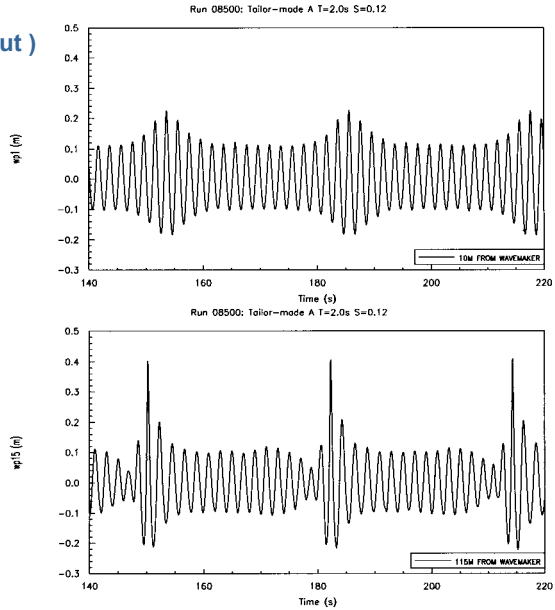 Run 08500: Tailor-made A T=2.0s S=0.12
ut )
0.5
0.4
0.3
0.2
0.1
0.0
-0.1
-0.2
-0.3
wp1 (m)
10M FROM WAVEMAKER
140 160 180 200 220
Time (s)
Run 08500: Tailor-made A T=2.0s S=0.12
0.5
0.4
0.3
0.2
0.1
0.0
-0.1
-0.2
-0.3
wp15 (m)
115M FROM WAVEMAKER
140 160 180 200 220
Time (s)